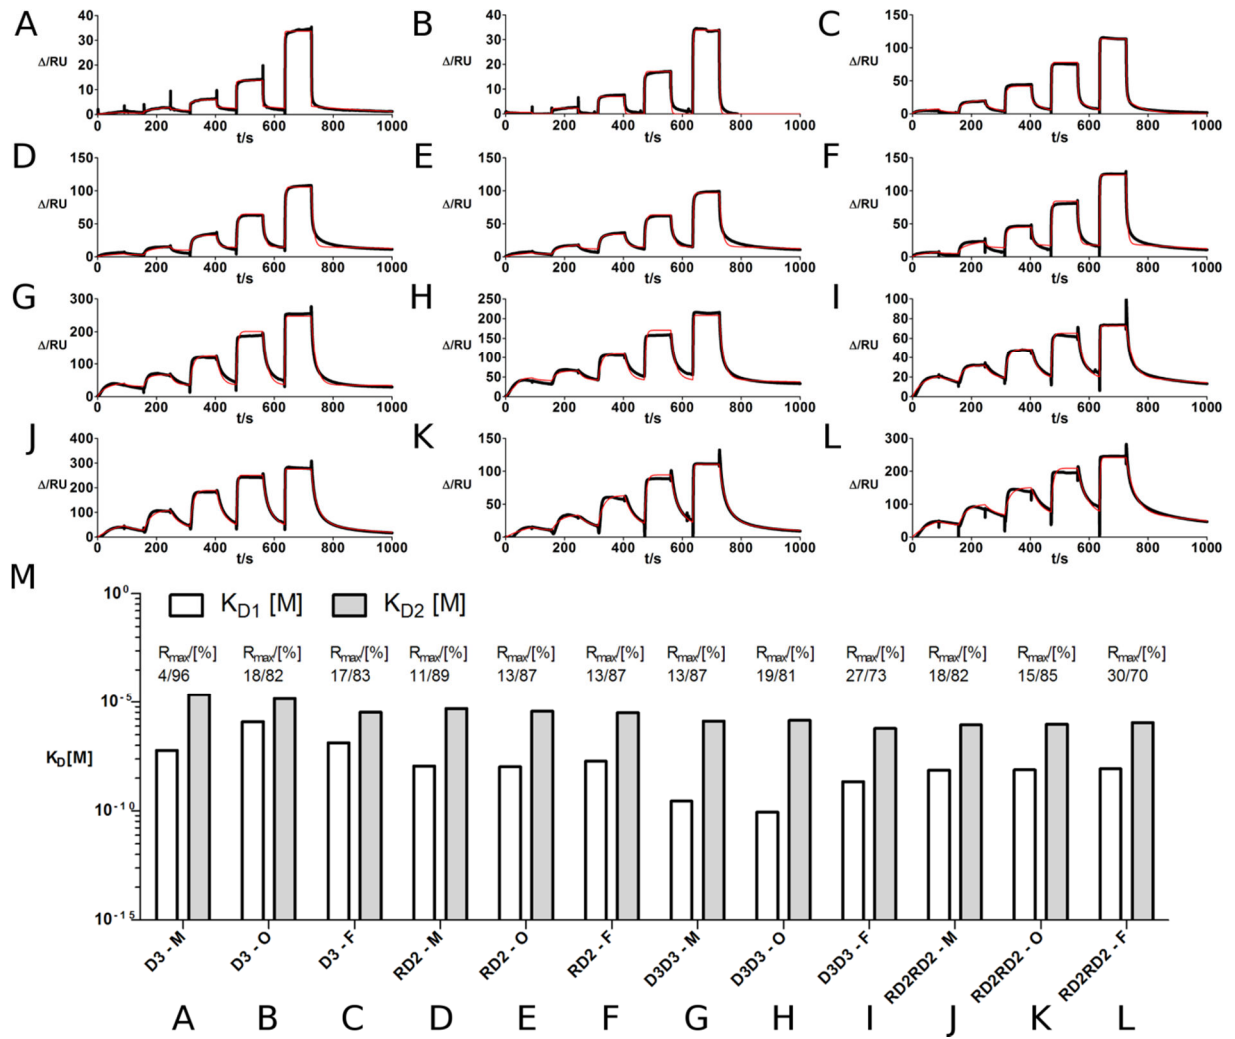 A
40
30
Δ/RU 20
10
0
0 200 400 600 800 1000
t/s
B
40
30
Δ/RU 20
10
0
0 200 400 600 800 1000
t/s
C
150
100
Δ/RU
50
0
0 200 400 600 800 1000
t/s
D
150
100
Δ/RU
50
0
0 200 400 600 800 1000
t/s
E
150
100
Δ/RU
50
0
0 200 400 600 800 1000
t/s
F
150
100
Δ/RU
50
0
0 200 400 600 800 1000
t/s
G
300
200
Δ/RU
100
0
0 200 400 600 800 1000
t/s
H
250
200
150
Δ/RU
100
50
0
0 200 400 600 800 1000
t/s
I
100
80
60
Δ/RU
40
20
0
0 200 400 600 800 1000
t/s
J
400
300
Δ/RU 200
100
0
0 200 400 600 800 1000
t/s
K
150
100
Δ/RU
50
0
0 200 400 600 800 1000
t/s
L
300
200
Δ/RU
100
0
0 200 400 600 800 1000
t/s
M
K_D1 [M] K_D2 [M]
R_max/[%] R_max/[%] R_max/[%] R_max/[%] R_max/[%] R_max/[%] R_max/[%] R_max/[%] R_max/[%] R_max/[%] R_max/[%] R_max/[%]
4/96 18/82 17/83 11/89 13/87 13/87 13/87 19/81 27/73 18/82 15/85 30/70
K_D[M]
10^0
10^-5
10^-10
10^-15
D3 - M D3 - O D3 - F RD2 - M RD2 - O RD2 - F D3D3 - M D3D3 - O D3D3 - F RD2RD2 - M RD2RD2 - O RD2RD2 - F
A B C D E F G H I J K L